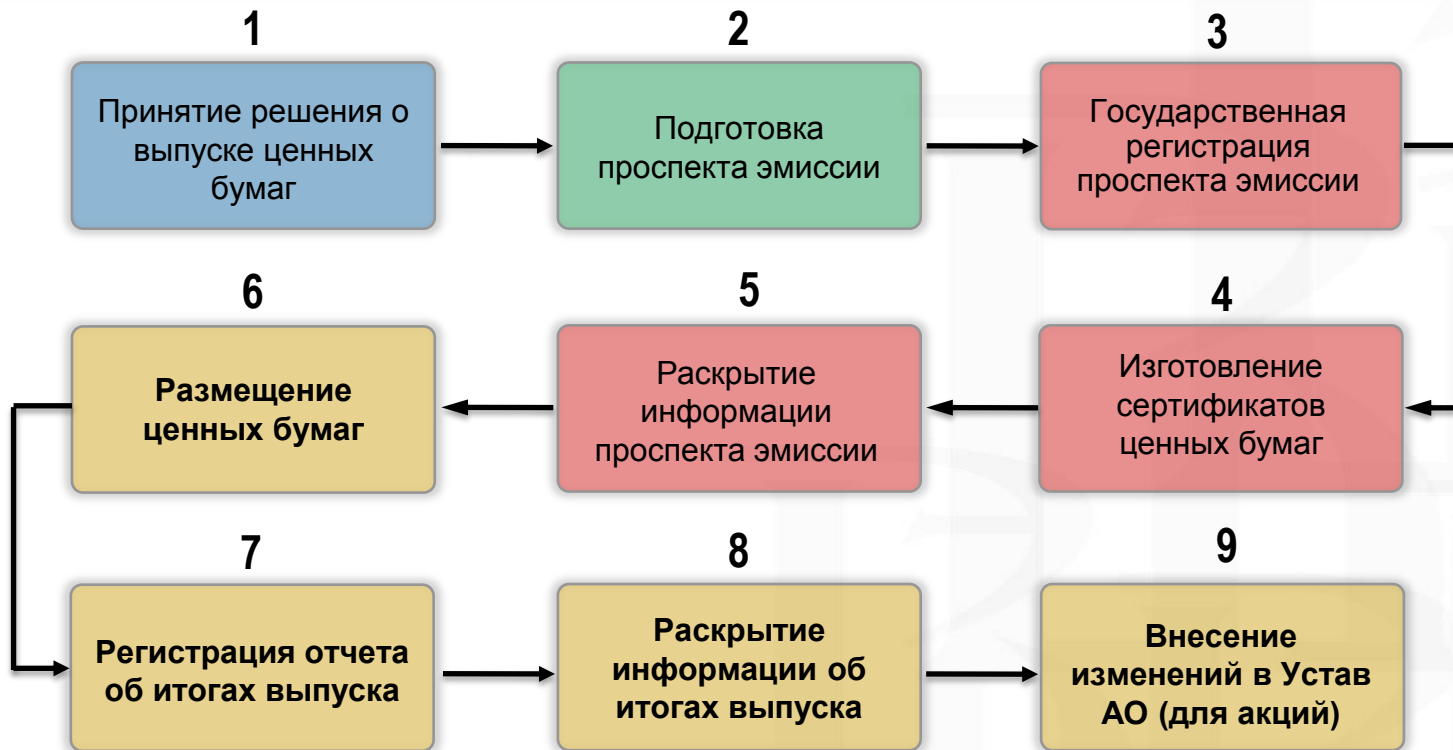 1
Принятие решения о
выпуске ценных
бумаг
2
Подготовка
проспекта эмиссии
3
Государственная
регистрация
проспекта эмиссии
4
Изготовление
сертификатов
ценных бумаг
5
Раскрытие
информации
проспекта эмиссии
6
Размещение
ценных бумаг
7
Регистрация отчета
об итогах выпуска
8
Раскрытие
информации об
итогах выпуска
9
Внесение
изменений в Устав
АО (для акций)